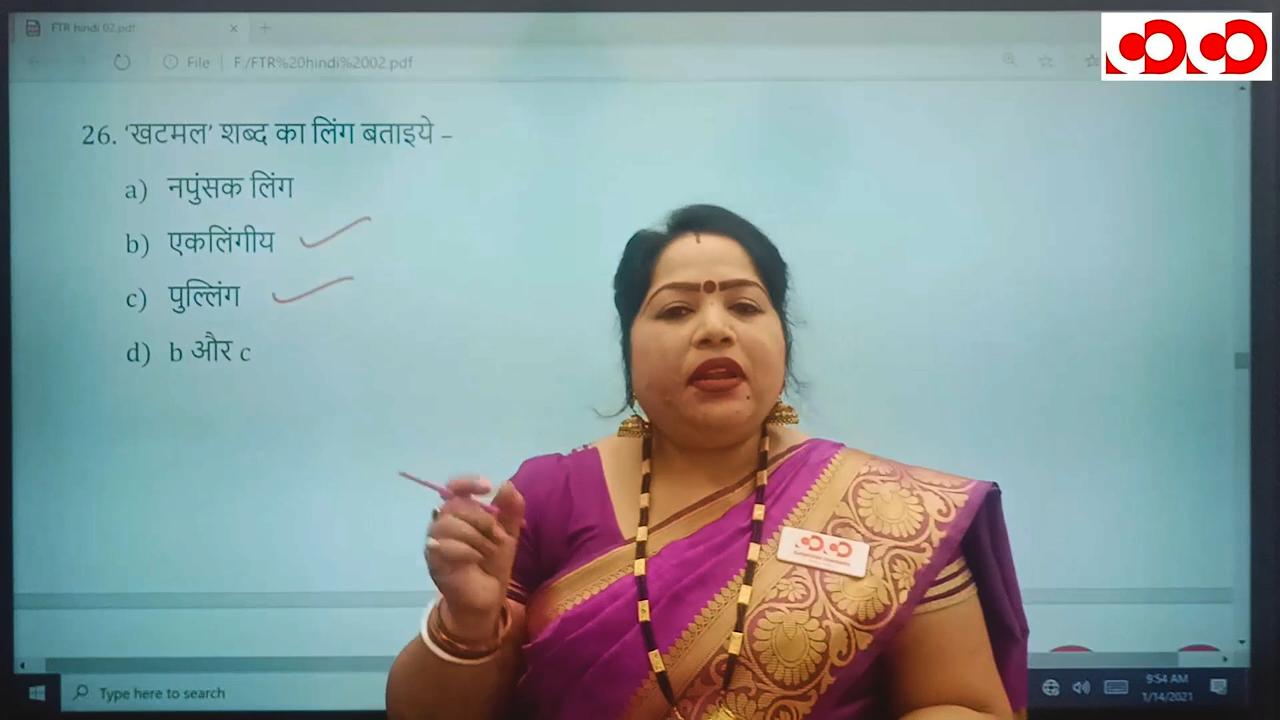 FTR hindi 02.pdf
File
F:/FTR%20hindi%2002.pdf
26. 'खटमल' शब्द का लिंग बताइये –
a) नपुंसक लिंग
b) एकलिंगीय
c) पुल्लिंग
d) b और c
Type here to search
9:54 AM
1/14/2021